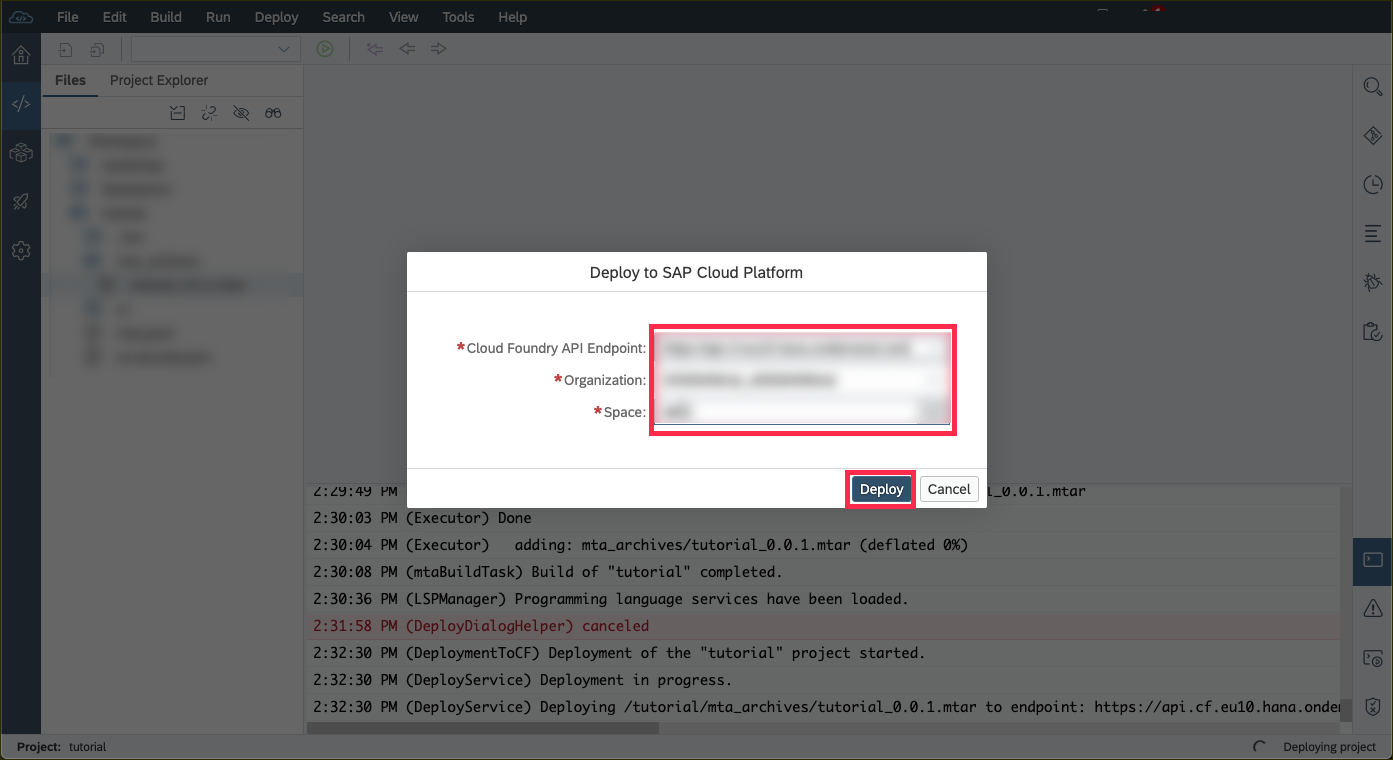 File Edit Build Run Deploy Search View Tools Help
Files Project Explorer
Deploy to SAP Cloud Platform
*Cloud Foundry API Endpoint:
*Organization:
*Space:
Deploy Cancel
2:29:49 PM l_0.0.1.mtar
2:30:03 PM (Executor) Done
2:30:04 PM (Executor)   adding: mta_archives/tutorial_0.0.1.mtar (deflated 0%)
2:30:08 PM (mtaBuildTask) Build of "tutorial" completed.
2:30:36 PM (LSPManager) Programming language services have been loaded.
2:31:58 PM (DeployDialogHelper) canceled
2:32:30 PM (DeploymentToCF) Deployment of the "tutorial" project started.
2:32:30 PM (DeployService) Deployment in progress.
2:32:30 PM (DeployService) Deploying /tutorial/mta_archives/tutorial_0.0.1.mtar to endpoint: https://api.cf.eu10.hana.onde
Project: tutorial Deploying project